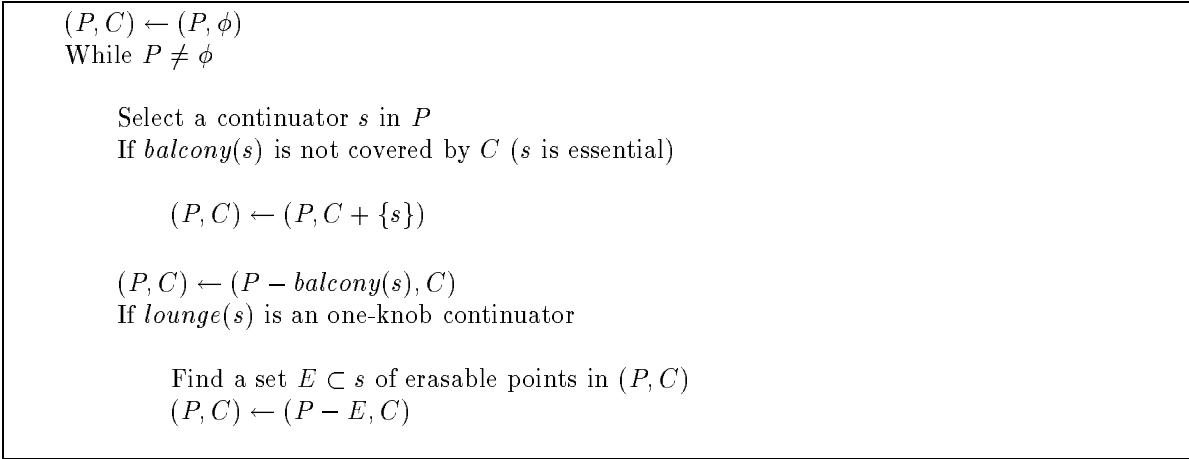 (P, C) ← (P, ϕ)
While P ≠ ϕ
Select a continuator s in P
If balcony(s) is not covered by C (s is essential)
(P, C) ← (P, C + {s})
(P, C) ← (P − balcony(s), C)
If lounge(s) is an one-knob continuator
Find a set E ⊂ s of erasable points in (P, C)
(P, C) ← (P − E, C)